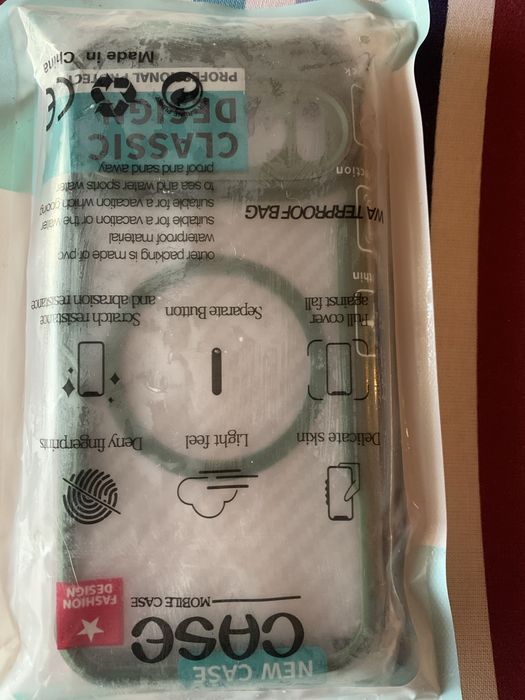 NEW CASE
CASE
MOBILE CASE
FASHION
DESIGN
Delicate skin
Light feel
Deny fingerprints
Full cover
against fall
Separate Button
Scratch resistance
and abrasion resistance
outer packing is made of pvc
waterproof material
suitable for a vacation or the water
suitable for a vacation which going
to sea and water sports water
proof and sand away
WATERPROOF BAG
CLASSIC
DESIGN
PROFESSIONAL PROTECT
CE
Made in China